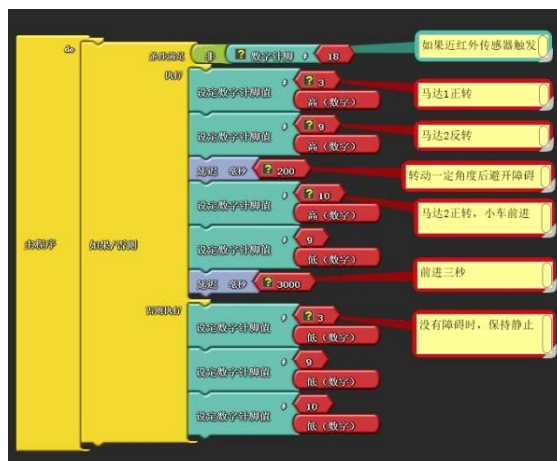 do
条件满足
非
数字针脚 #
18
如果近红外传感器触发
执行
设定数字针脚值
#
3
高（数字）
马达1正转
设定数字针脚值
#
9
高（数字）
马达2反转
延迟 毫秒
200
转动一定角度后避开障碍
设定数字针脚值
#
10
高（数字）
马达2正转，小车前进
主程序
如果/否则
设定数字针脚值
#
9
低（数字）
延迟 毫秒
3000
前进三秒
否则执行
设定数字针脚值
#
3
低（数字）
没有障碍时，保持静止
设定数字针脚值
#
9
低（数字）
设定数字针脚值
#
10
低（数字）